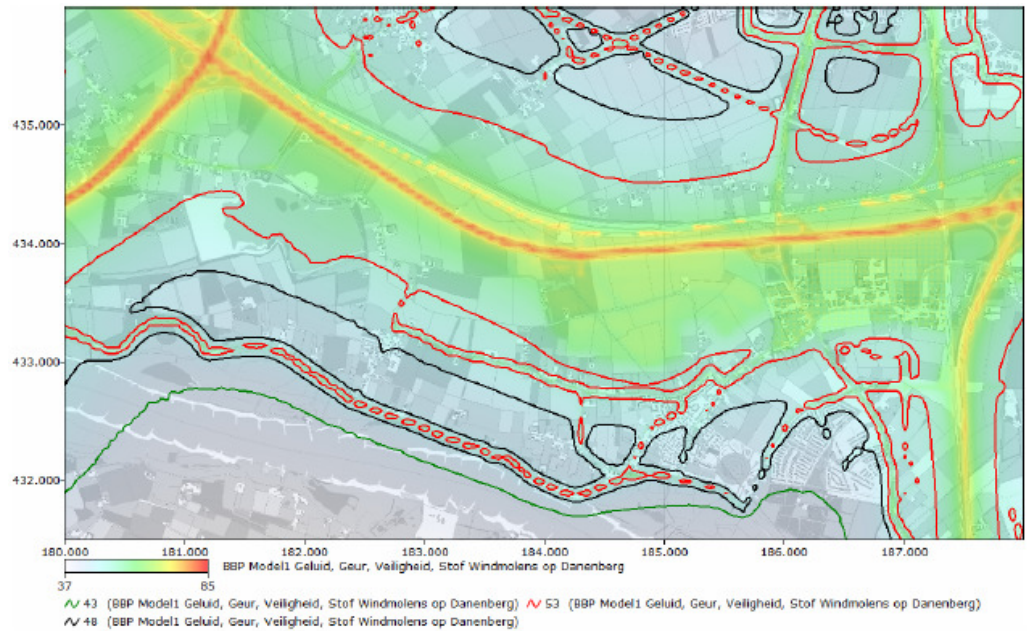 435.000
434.000
433.000
432.000
180.000 181.000 182.000 183.000 184.000 185.000 186.000 187.000
BBP Model1 Geluid, Geur, Veiligheid, Stof Windmolens op Danenberg
37 85
43 (BBP Model1 Geluid, Geur, Veiligheid, Stof Windmolens op Danenberg) 53 (BBP Model1 Geluid, Geur, Veiligheid, Stof Windmolens op Danenberg)
48 (BBP Model1 Geluid, Geur, Veiligheid, Stof Windmolens op Danenberg)